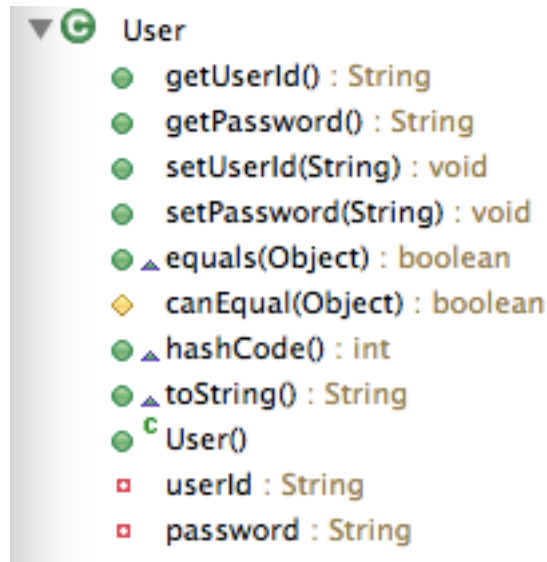 User
getUserId() : String
getPassword() : String
setUserId(String) : void
setPassword(String) : void
equals(Object) : boolean
canEqual(Object) : boolean
hashCode() : int
toString() : String
C User()
userId : String
password : String